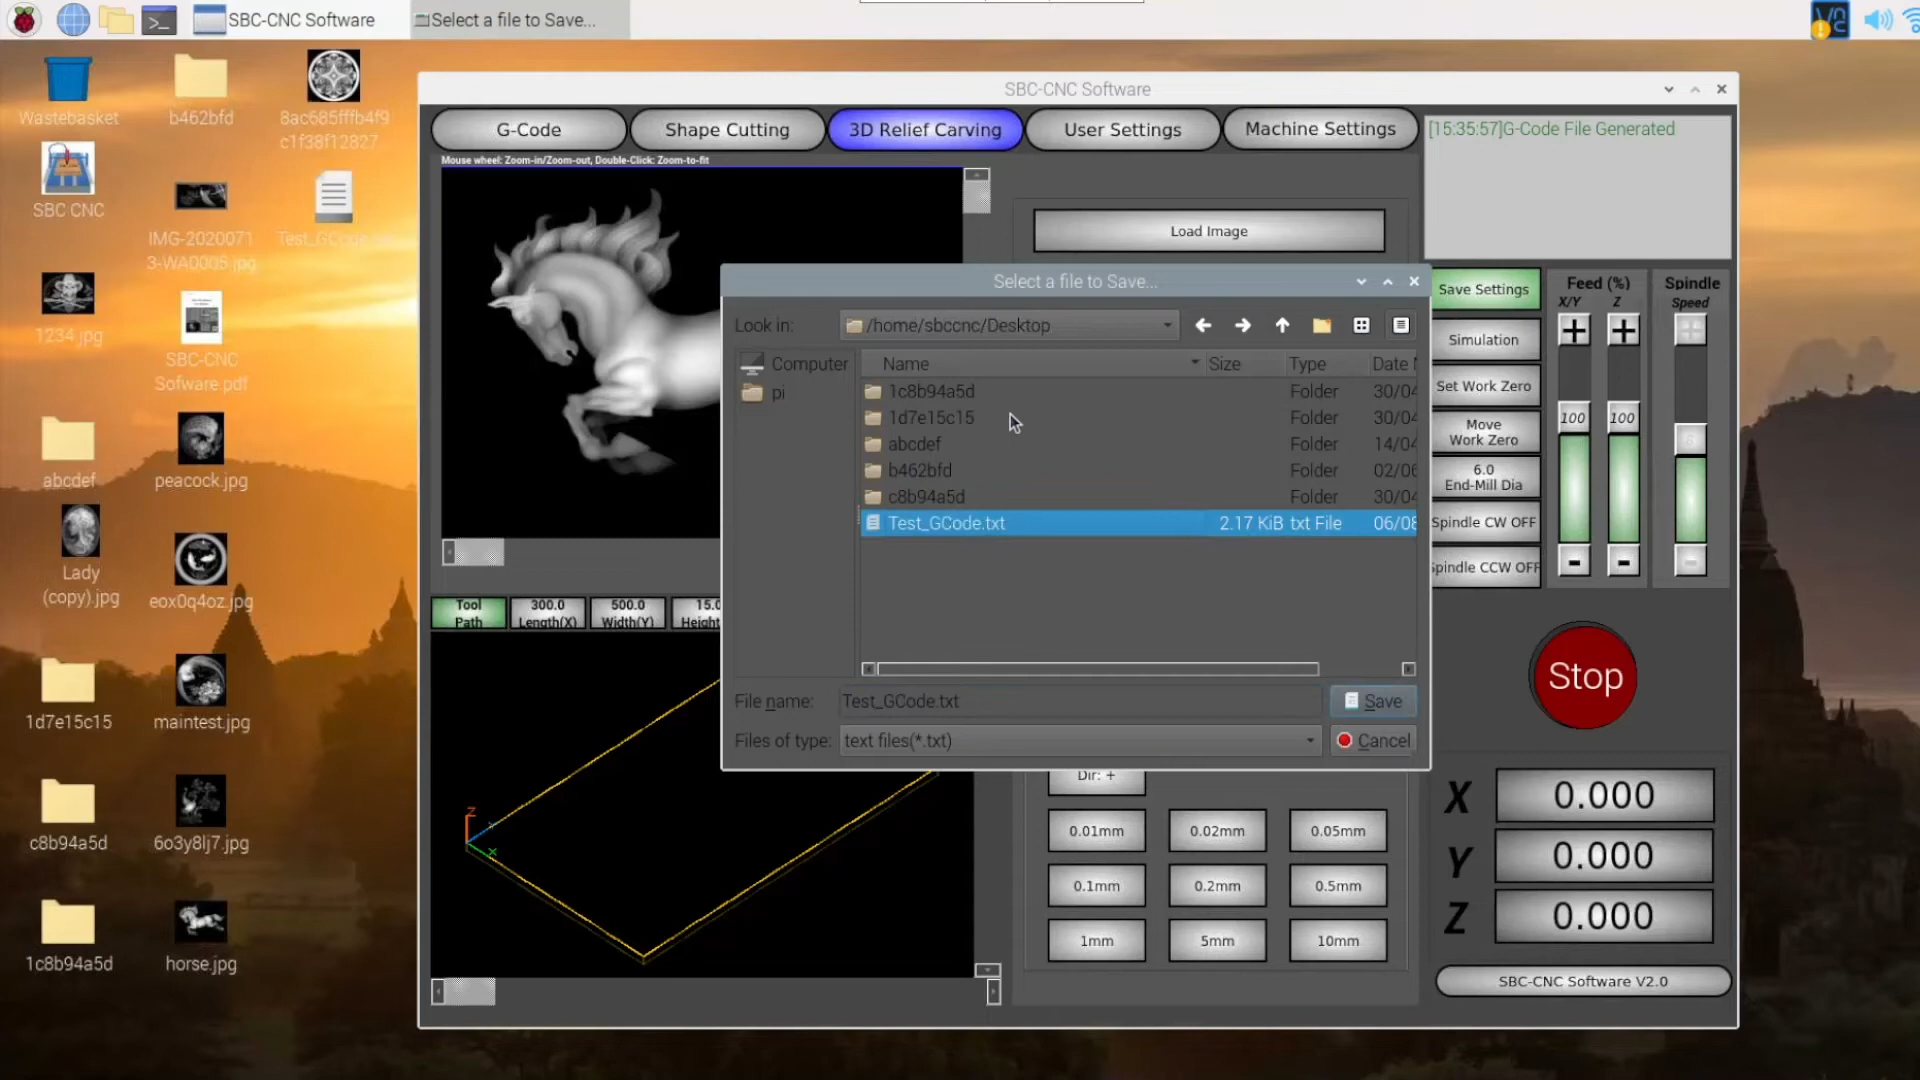 SBC-CNC Software
Select a file to Save...
Wastebasket
b462bfd
8ac685fffb4f9
c1f38f12827
SBC CNC
IMG-2020071
3-WA0005.jpg
1234.jpg
SBC-CNC
Sofware.pdf
abcdef
peacock.jpg
Lady
(copy).jpg
eox0q4oz.jpg
1d7e15c15
maintest.jpg
c8b94a5d
6o3y8lj7.jpg
1c8b94a5d
horse.jpg
SBC-CNC Software
G-Code
Shape Cutting
3D Relief Carving
User Settings
Machine Settings
[15:35:57]G-Code File Generated
Mouse wheel: Zoom-in/Zoom-out, Double-Click: Zoom-to-fit
Load Image
Select a file to Save...
Look in:
/home/sbccnc/Desktop
Computer
pi
Name
Size
Type
1c8b94a5d
Folder
1d7e15c15
Folder
abcdef
Folder
b462bfd
Folder
c8b94a5d
Folder
Test_GCode.txt
2.17 KiB
txt File
File name:
Test_GCode.txt
Save
Files of type:
text files(*.txt)
Cancel
Save Settings
Simulation
Set Work Zero
Move
Work Zero
6.0
End-Mill Dia
Spindle CW OFF
Feed (%)
X/Y
Z
100
100
Spindle
Speed
Tool
Path
300.0
Length(X)
500.0
Width(Y)
Z
X
Dir: +
0.01mm
0.02mm
0.05mm
0.1mm
0.2mm
0.5mm
1mm
5mm
10mm
Stop
X
0.000
Y
0.000
Z
0.000
SBC-CNC Software V2.0